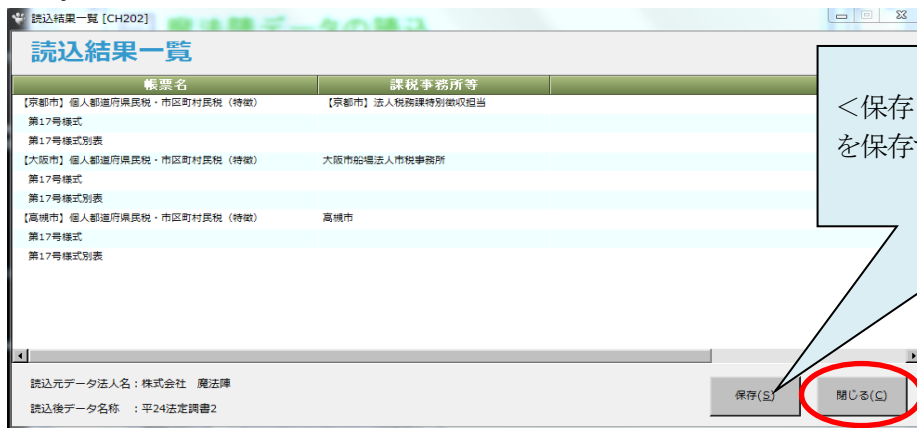 読込結果一覧 [CH202]
読込結果一覧
帳票名 課税事務所等
【京都市】個人都道府県民税・市区町村民税（特徴） 【京都市】法人税務課特別徴収担当
第17号様式
第17号様式別表
【大阪市】個人都道府県民税・市区町村民税（特徴） 大阪市船場法人市税事務所
第17号様式
第17号様式別表
【高槻市】個人都道府県民税・市区町村民税（特徴） 高槻市
第17号様式
第17号様式別表
＜保存
を保存
読込元データ法人名：株式会社　魔法陣
読込後データ名称　：平24法定調書2
保存(S) 閉じる(C)